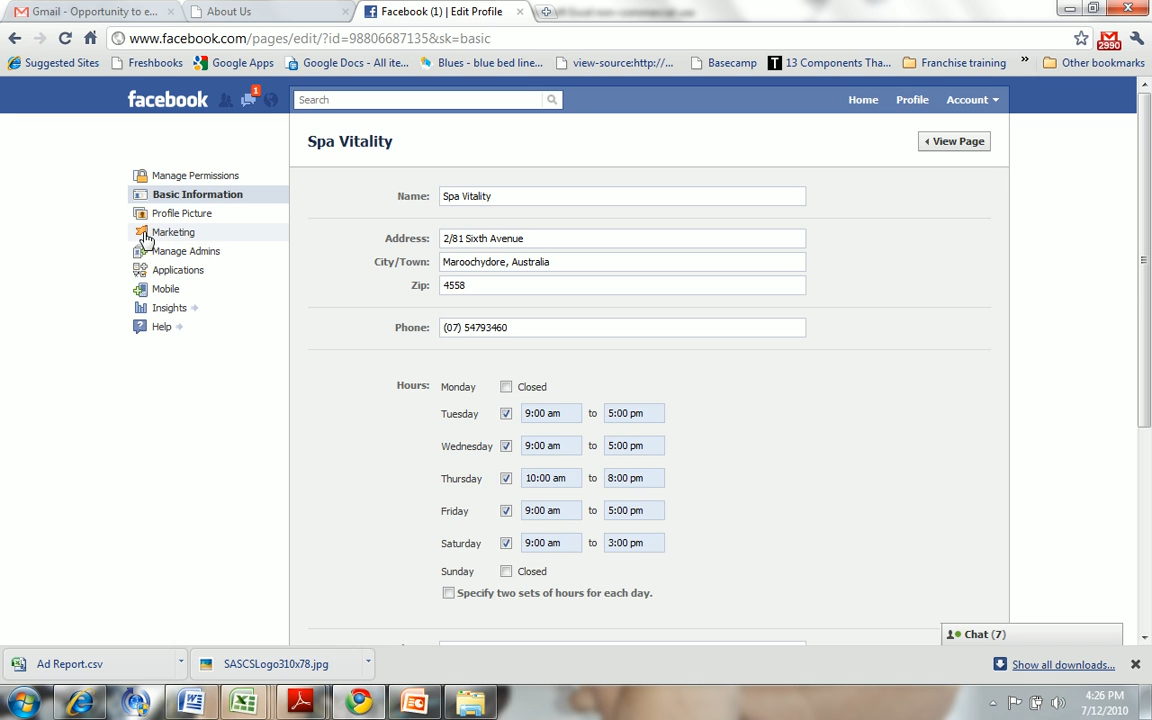 Gmail - Opportunity to e...
About Us
Facebook (1) | Edit Profile
www.facebook.com/pages/edit/?id=98806687135&sk=basic
2990
Suggested Sites
Freshbooks
Google Apps
Google Docs - All ite...
Blues - blue bed line...
view-source:http://...
Basecamp
13 Components Tha...
Franchise training
»
Other bookmarks
facebook
1
Search
Home
Profile
Account
Spa Vitality
View Page
Manage Permissions
Basic Information
Profile Picture
Marketing
Manage Admins
Applications
Mobile
Insights
Help
Name: Spa Vitality
Address: 2/81 Sixth Avenue
City/Town: Maroochydore, Australia
Zip: 4558
Phone: (07) 54793460
Hours: Monday Closed
Tuesday 9:00 am to 5:00 pm
Wednesday 9:00 am to 5:00 pm
Thursday 10:00 am to 8:00 pm
Friday 9:00 am to 5:00 pm
Saturday 9:00 am to 3:00 pm
Sunday Closed
Specify two sets of hours for each day.
Chat (7)
Ad Report.csv
SASCSLogo310x78.jpg
Show all downloads...
4:26 PM
7/12/2010